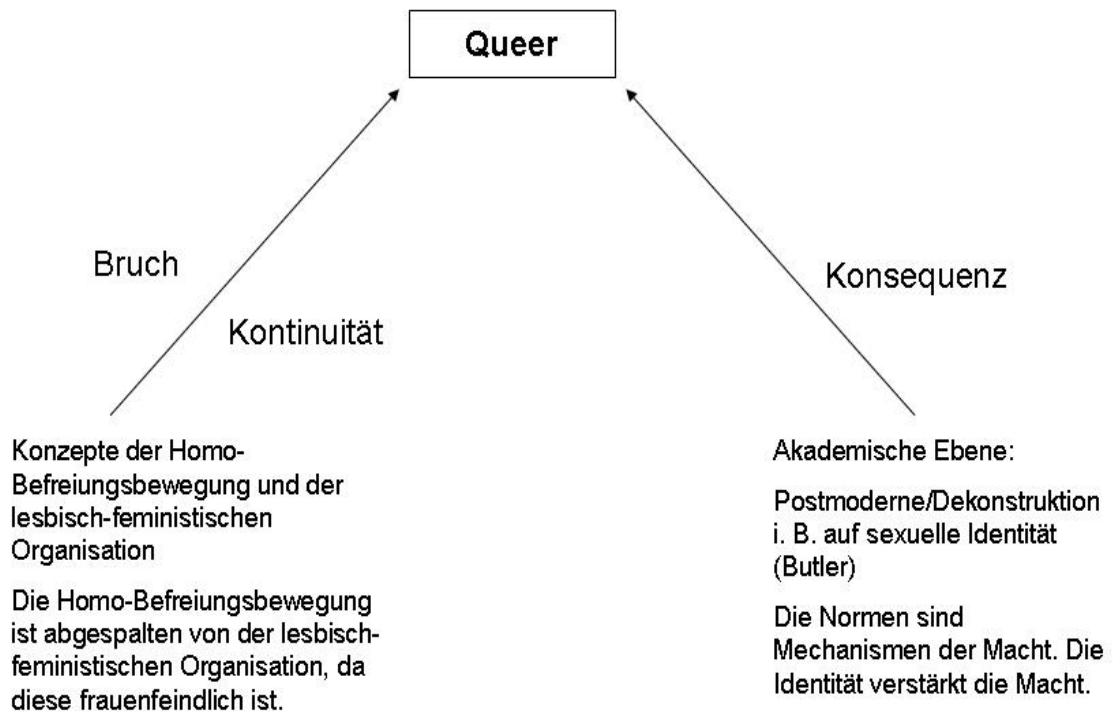 Queer
Bruch
Kontinuität
Konsequenz
Konzepte der Homo-
Befreiungsbewegung und der
lesbisch-feministischen
Organisation
Die Homo-Befreiungsbewegung
ist abgespalten von der lesbisch-
feministischen Organisation, da
diese frauenfeindlich ist.
Akademische Ebene:
Postmoderne/Dekonstruktion
i. B. auf sexuelle Identität
(Butler)
Die Normen sind
Mechanismen der Macht. Die
Identität verstärkt die Macht.